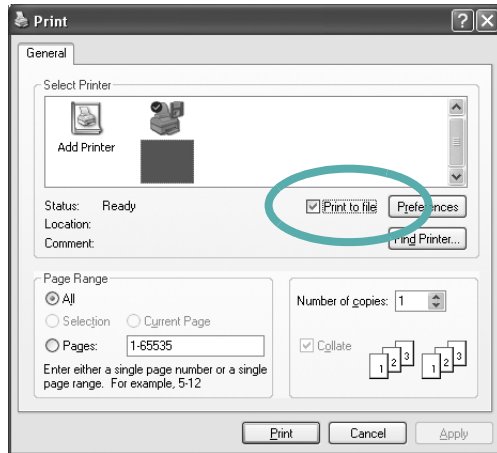 Print
General
Select Printer
Add Printer
Status: Ready
Print to file
Preferences
Location:
Comment:
Find Printer...
Page Range
All
Selection
Current Page
Pages: 1-65535
Enter either a single page number or a single
page range. For example, 5-12
Number of copies: 1
Collate
1 2 3 1 2 3
Print
Cancel
Apply